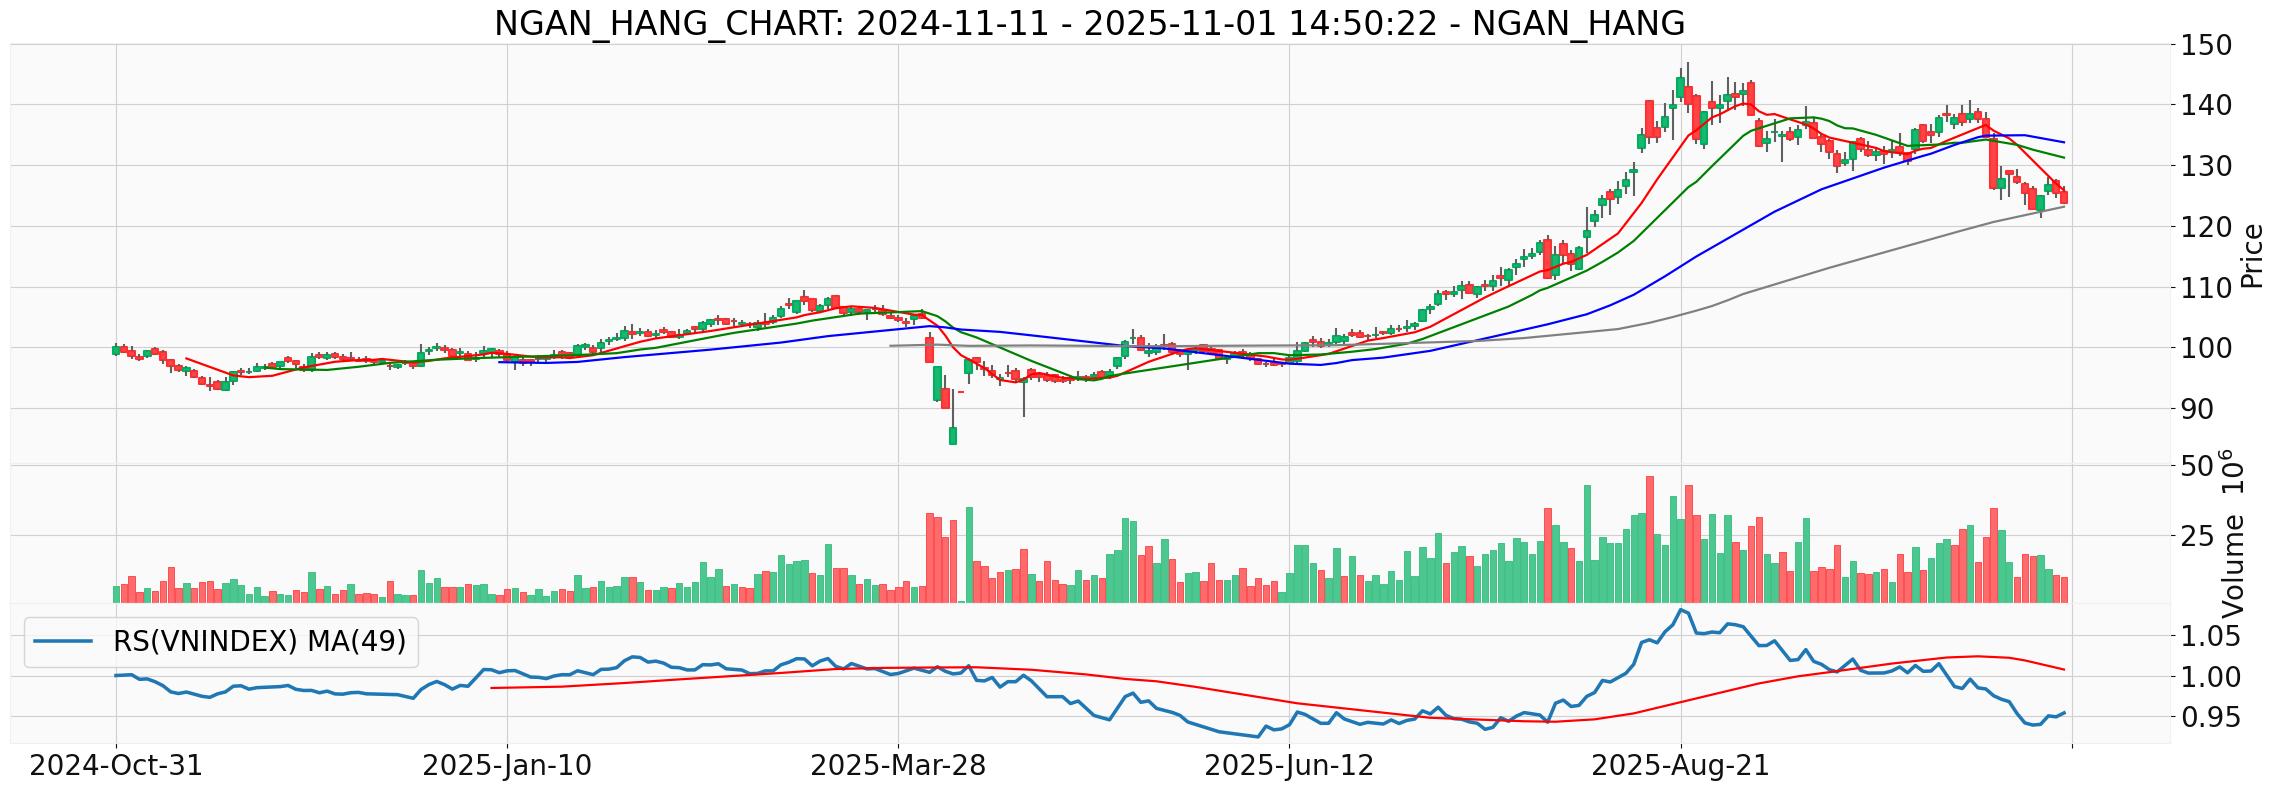 NGAN_HANG_CHART: 2024-11-11 - 2025-11-01 14:50:22 - NGAN_HANG
150
140
130
120
110
100
90
Price
50
25
Volume 10⁶
RS(VNINDEX) MA(49)
1.05
1.00
0.95
2024-Oct-31
2025-Jan-10
2025-Mar-28
2025-Jun-12
2025-Aug-21